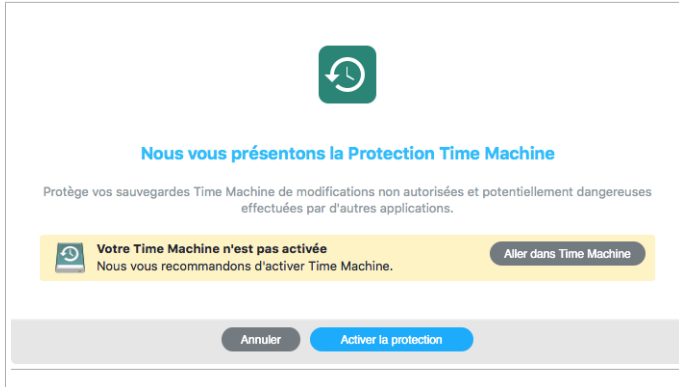 Nous vous présentons la Protection Time Machine
Protège vos sauvegardes Time Machine de modifications non autorisées et potentiellement dangereuses
effectuées par d'autres applications.
Votre Time Machine n'est pas activée
Nous vous recommandons d'activer Time Machine.
Aller dans Time Machine
Annuler
Activer la protection